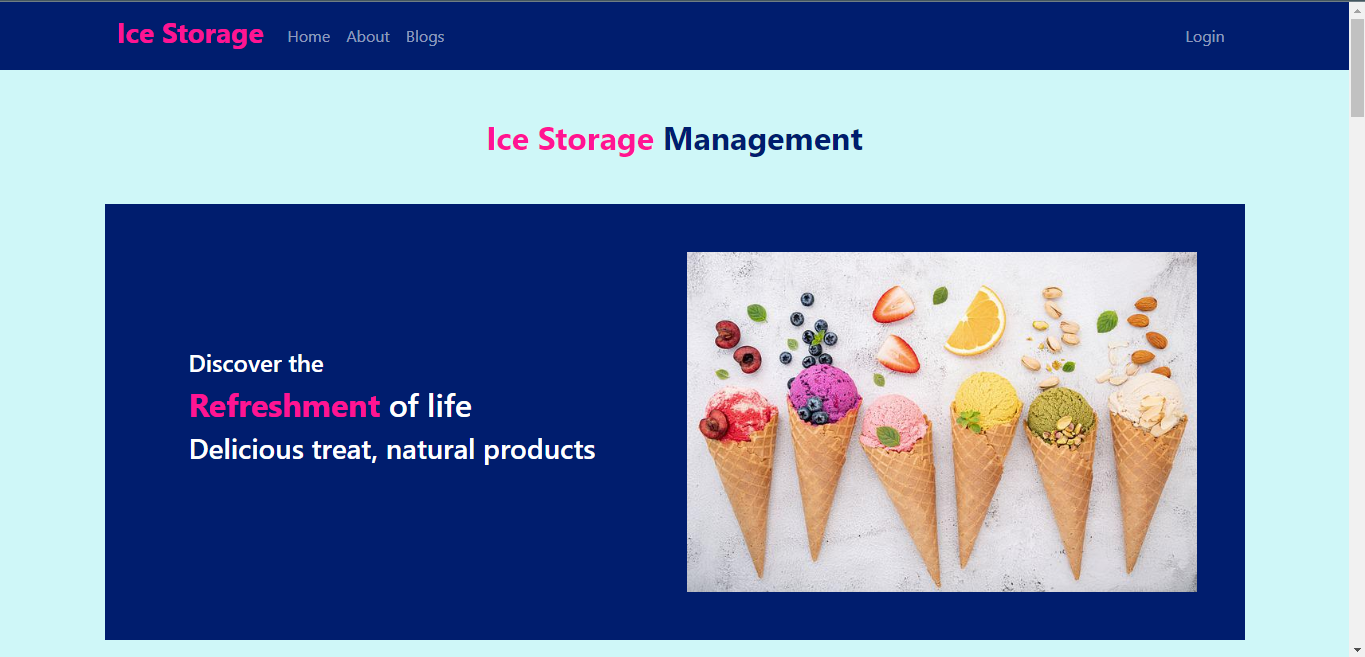 Ice Storage Home About Blogs Login
Ice Storage Management
Discover the
Refreshment of life
Delicious treat, natural products